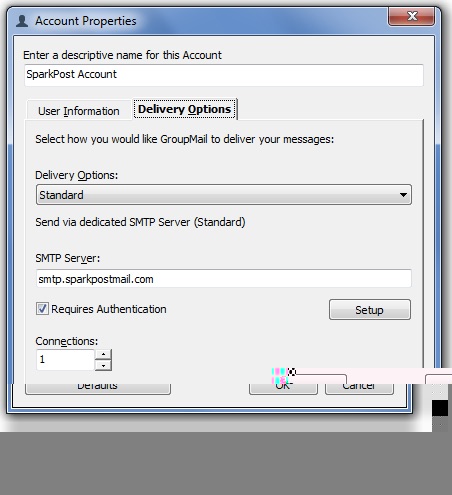 Account Properties
Enter a descriptive name for this Account
SparkPost Account
User Information Delivery Options
Select how you would like GroupMail to deliver your messages:
Delivery Options:
Standard
Send via dedicated SMTP Server (Standard)
SMTP Server:
smtp.sparkpostmail.com
Requires Authentication Setup
Connections:
1
Defaults OK Cancel